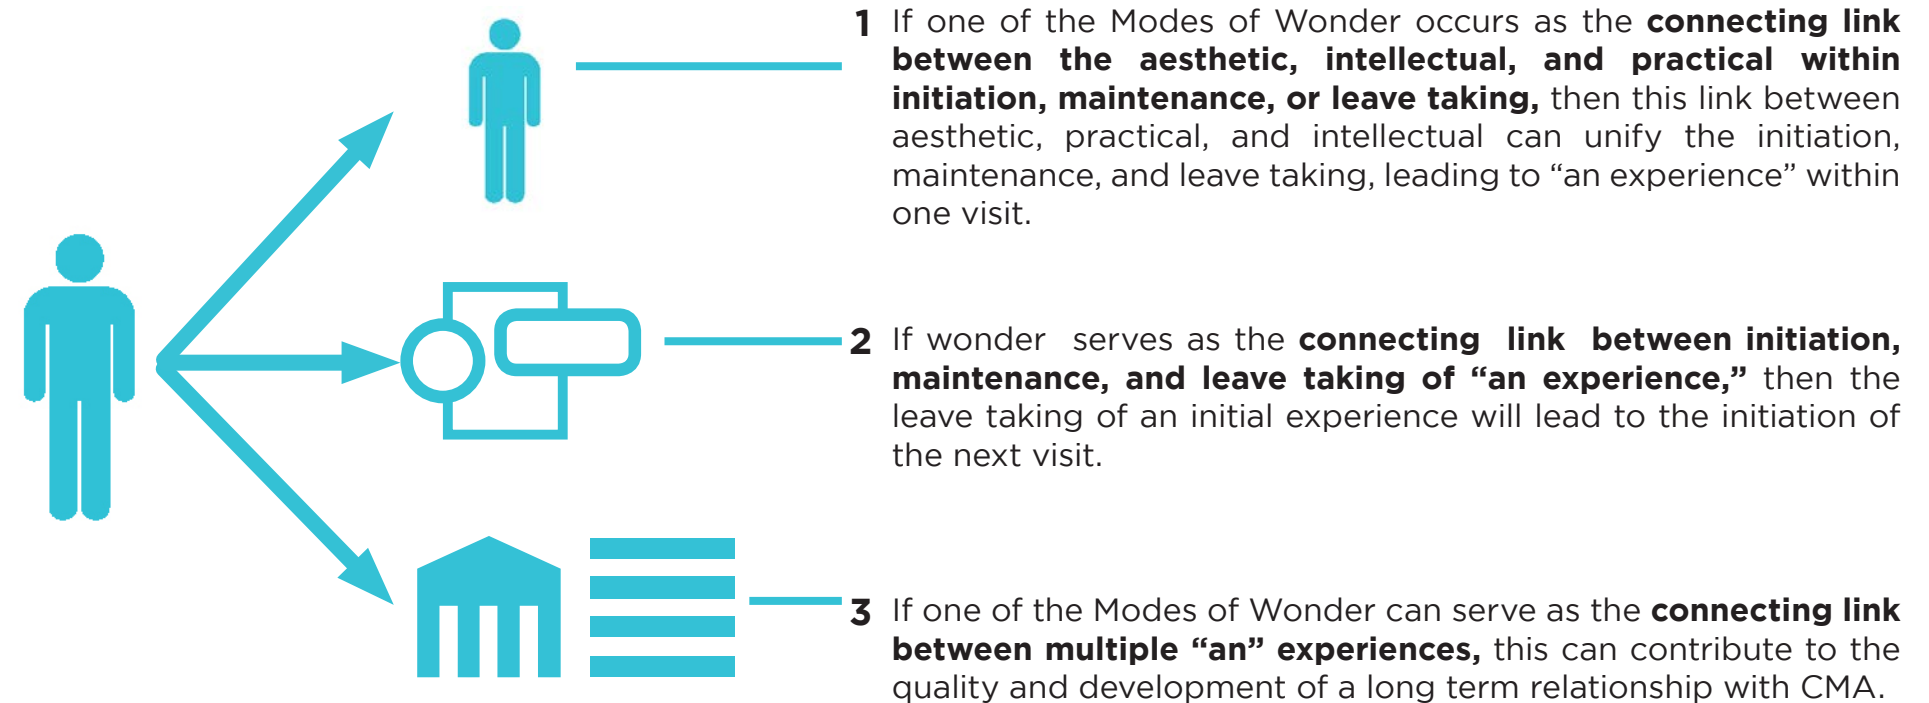 1 If one of the Modes of Wonder occurs as the connecting link
between the aesthetic, intellectual, and practical within
initiation, maintenance, or leave taking, then this link between
aesthetic, practical, and intellectual can unify the initiation,
maintenance, and leave taking, leading to “an experience” within
one visit.
2 If wonder serves as the connecting link between initiation,
maintenance, and leave taking of “an experience,” then the
leave taking of an initial experience will lead to the initiation of
the next visit.
3 If one of the Modes of Wonder can serve as the connecting link
between multiple “an” experiences, this can contribute to the
quality and development of a long term relationship with CMA.